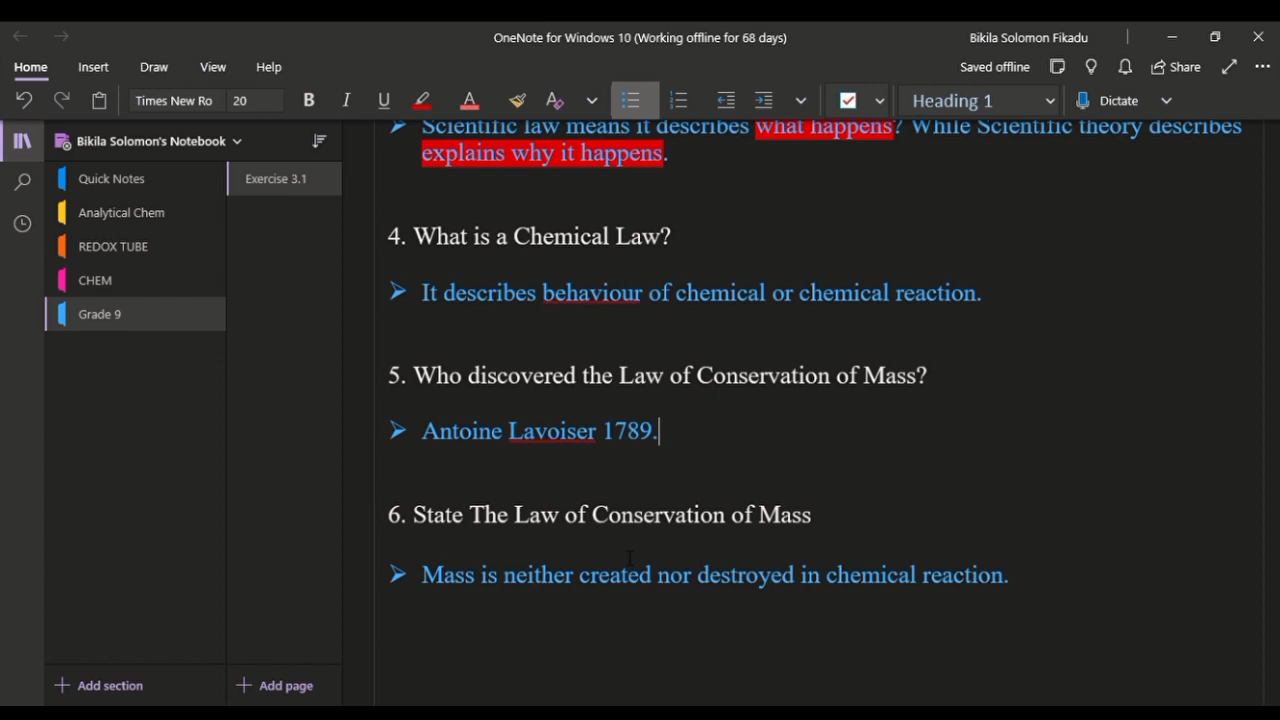 OneNote for Windows 10 (Working offline for 68 days)
Bikila Solomon Fikadu
Home Insert Draw View Help
Saved offline
Share
Times New Ro 20
B I U A
Heading 1
Dictate
Bikila Solomon's Notebook
Quick Notes
Analytical Chem
REDOX TUBE
CHEM
Grade 9
Exercise 3.1
Add section
Add page
➢ Scientific law means it describes what happens? While Scientific theory describes
explains why it happens.
4. What is a Chemical Law?
➢ It describes behaviour of chemical or chemical reaction.
5. Who discovered the Law of Conservation of Mass?
➢ Antoine Lavoiser 1789.
6. State The Law of Conservation of Mass
➢ Mass is neither created nor destroyed in chemical reaction.